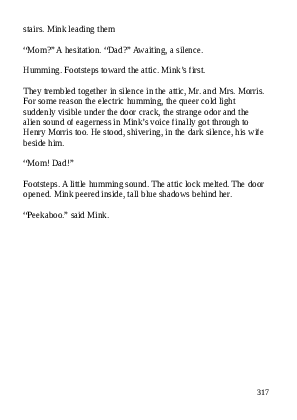 stairs. Mink leading them
“Mom?” A hesitation. “Dad?” Awaiting, a silence.
Humming. Footsteps toward the attic. Mink’s first.
They trembled together in silence in the attic, Mr. and Mrs. Morris.
For some reason the electric humming, the queer cold light
suddenly visible under the door crack, the strange odor and the
alien sound of eagerness in Mink’s voice finally got through to
Henry Morris too. He stood, shivering, in the dark silence, his wife
beside him.
“Mom! Dad!”
Footsteps. A little humming sound. The attic lock melted. The door
opened. Mink peered inside, tall blue shadows behind her.
“Peekaboo.” said Mink.
317